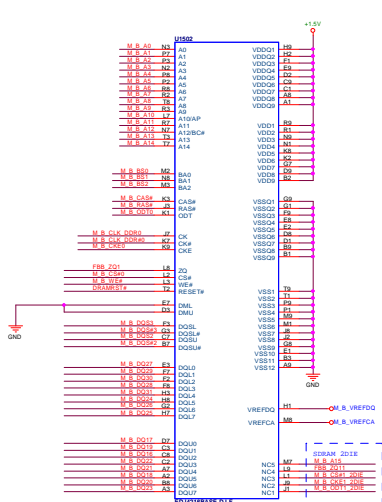 +1.5V
U1502
M_B_A0 N3 A0 VDDQ1 H9
M_B_A1 P7 A1 VDDQ2 H2
M_B_A2 P3 A2 VDDQ3 F1
M_B_A3 N2 A3 VDDQ4 E9
M_B_A4 P8 A4 VDDQ5 D2
M_B_A5 P2 A5 VDDQ6 C9
M_B_A6 R8 A6 VDDQ7 C1
M_B_A7 R2 A7 VDDQ8 A8
M_B_A8 T8 A8 VDDQ9 A1
M_B_A9 R3 A9
M_B_A10 L7 A10/AP
M_B_A11 R7 A11 VDD1 R9
M_B_A12 N7 A12/BC# VDD2 R1
M_B_A13 T3 A13 VDD3 N9
M_B_A14 T7 A14 VDD4 N1
VDD5 K8
VDD6 K2
VDD7 G7
M_B_BS0 M2 BA0 VDD8 D9
M_B_BS1 N8 BA1 VDD9 B2
M_B_BS2 M3 BA2
M_B_CAS# K3 CAS# VSSQ1 G9
M_B_RAS# J3 RAS# VSSQ2 G1
M_B_ODT0 K1 ODT VSSQ3 F9
VSSQ4 E8
VSSQ5 E2
M_B_CLK_DDR0 J7 CK VSSQ6 D8
M_B_CLK_DDR#0 K7 CK# VSSQ7 D1
M_B_CKE0 K9 CKE VSSQ8 B9
VSSQ9 B1
FBB_ZQ1 L8 ZQ
M_B_CS#0 L2 CS#
M_B_WE# L3 WE#
DRAMRST# T2 RESET# VSS1 T9
VSS2 T1
E7 DML VSS3 P9
D3 DMU VSS4 P1
VSS5 M9
M_B_DQS3 F3 DQSL VSS6 M1
M_B_DQS#3 G3 DQSL# VSS7 J8
M_B_DQS2 C7 DQSU VSS8 J2
M_B_DQS#2 B7 DQSU# VSS9 G8
VSS10 E1
VSS11 B3
VSS12 A9
GND
GND
M_B_DQ27 E3 DQL0
M_B_DQ29 F7 DQL1
M_B_DQ30 F2 DQL2
M_B_DQ28 F8 DQL3
M_B_DQ31 H3 DQL4
M_B_DQ24 H8 DQL5
M_B_DQ26 G2 DQL6 VREFDQ H1 M_B_VREFDQ
M_B_DQ25 H7 DQL7
VREFCA M8 M_B_VREFCA
M_B_DQ17 D7 DQU0
M_B_DQ19 C3 DQU1
M_B_DQ16 C8 DQU2 SDRAM 2DIE
M_B_DQ22 C2 DQU3 NC5 M7 M_B_A15
M_B_DQ21 A7 DQU4 NC4 L9 FBB_ZQ11
M_B_DQ18 A2 DQU5 NC3 L1 M_B_CS#1_2DIE
M_B_DQ20 B8 DQU6 NC2 J9 M_B_CKE1_2DIE
M_B_DQ23 A3 DQU7 NC1 J1 M_B_ODT1_2DIE